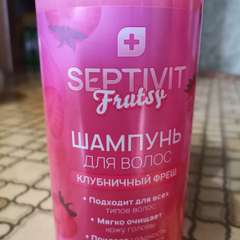 SEPTIVIT
Frutsy
ШАМПУНЬ
ДЛЯ ВОЛОС
КЛУБНИЧНЫЙ ФРЕШ
• Подходит для всех
типов волос
• Мягко очищает
кожу головы